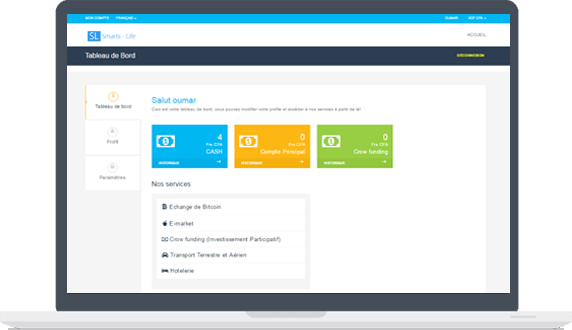 MON COMPTE FRANÇAIS OUMAR XOF CFA
SL Smarts - Life ACCUEIL
Tableau de Bord DÉCONNEXION
Salut oumar
Ceci est votre tableau de bord, vous pouvez modifier votre profile et accéder à nos services à partir de là!
Tableau de bord
Profil
Paramètres
4
Frs CFA
CASH
HISTORIQUE
0
Frs CFA
Compte Principal
HISTORIQUE
0
Frs CFA
Crow funding
HISTORIQUE
Nos services
Echange de Bitcoin
E-market
Crow funding (Investissement Participatif)
Transport Terrestre et Aérien
Hotelerie